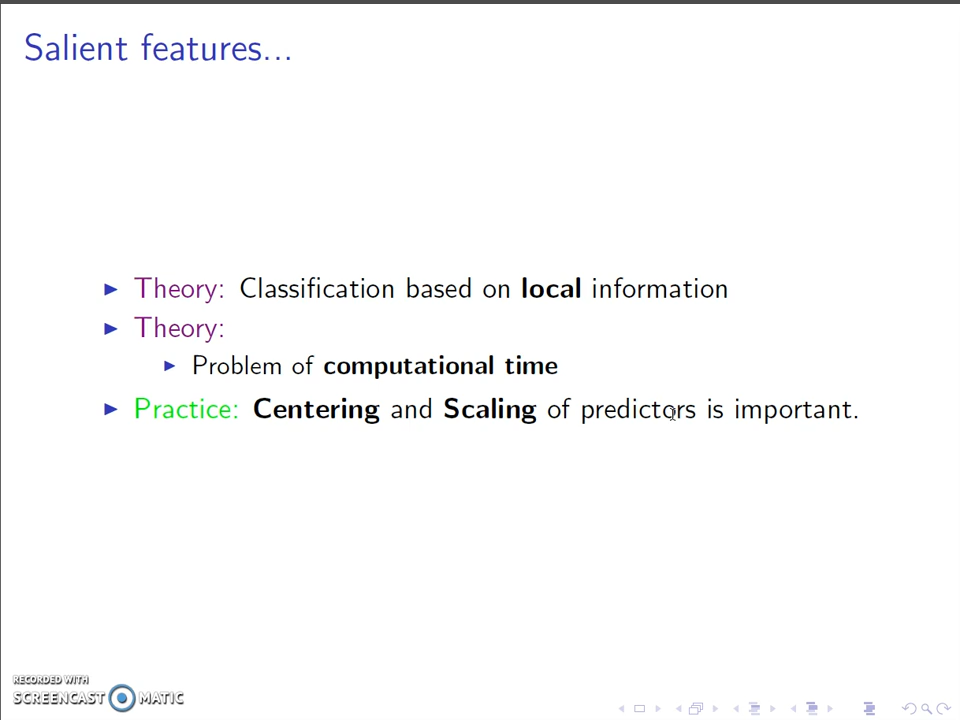 Salient features...
Theory: Classification based on local information
Theory:
Problem of computational time
Practice: Centering and Scaling of predictors is important.
RECORDED WITH
SCREENCAST MATIC